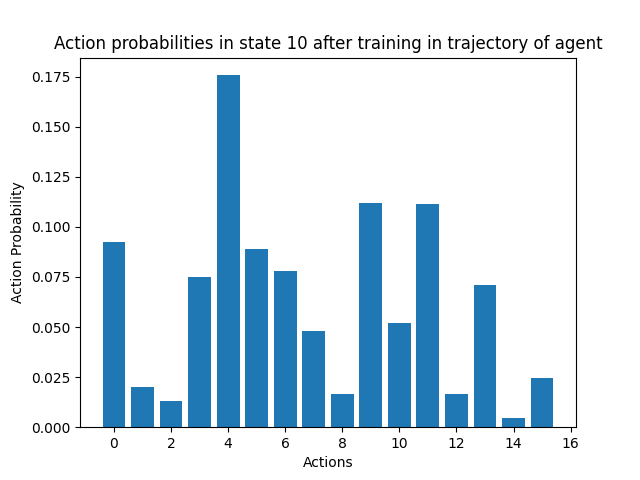 Action probabilities in state 10 after training in trajectory of agent
0.175
0.150
0.125
0.100
0.075
0.050
0.025
0.000
Action Probability
0 2 4 6 8 10 12 14 16
Actions